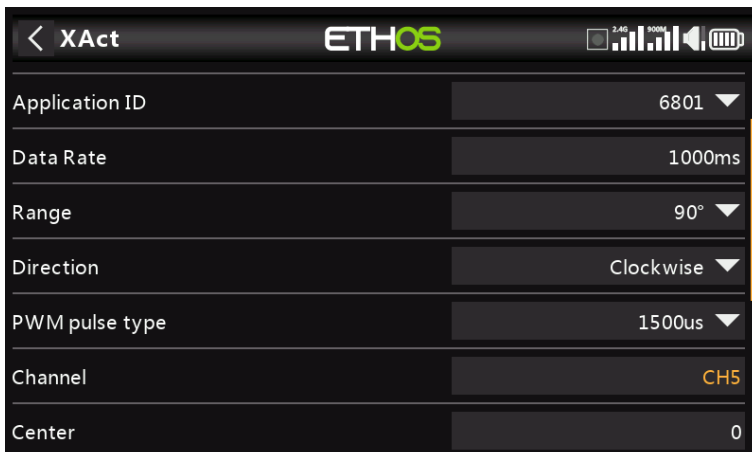 XAct ETHOS 2.4G 900M
Application ID 6801
Data Rate 1000ms
Range 90°
Direction Clockwise
PWM pulse type 1500us
Channel CH5
Center 0